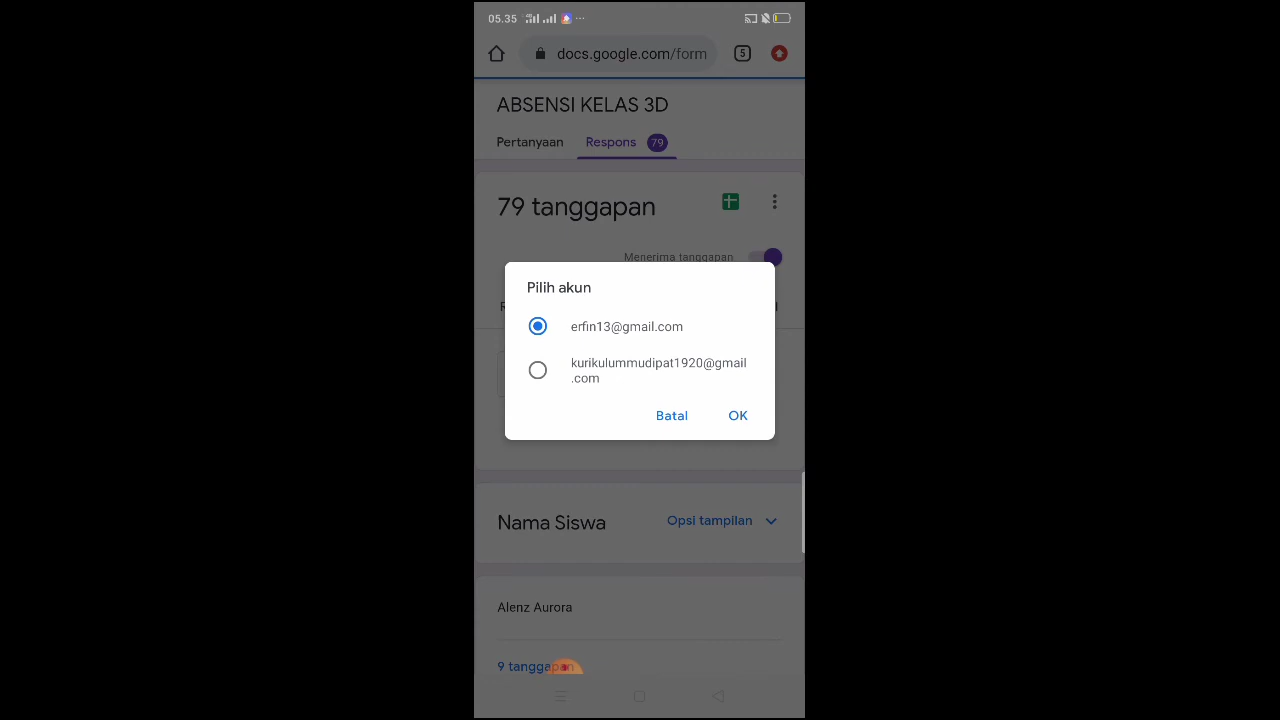 05.35
docs.google.com/form
5
ABSENSI KELAS 3D
Pertanyaan Respons 79
79 tanggapan
Menerima tanggapan
Pilih akun
erfin13@gmail.com
kurikulummudipat1920@gmail
.com
Batal OK
Nama Siswa Opsi tampilan
Alenz Aurora
9 tanggapan